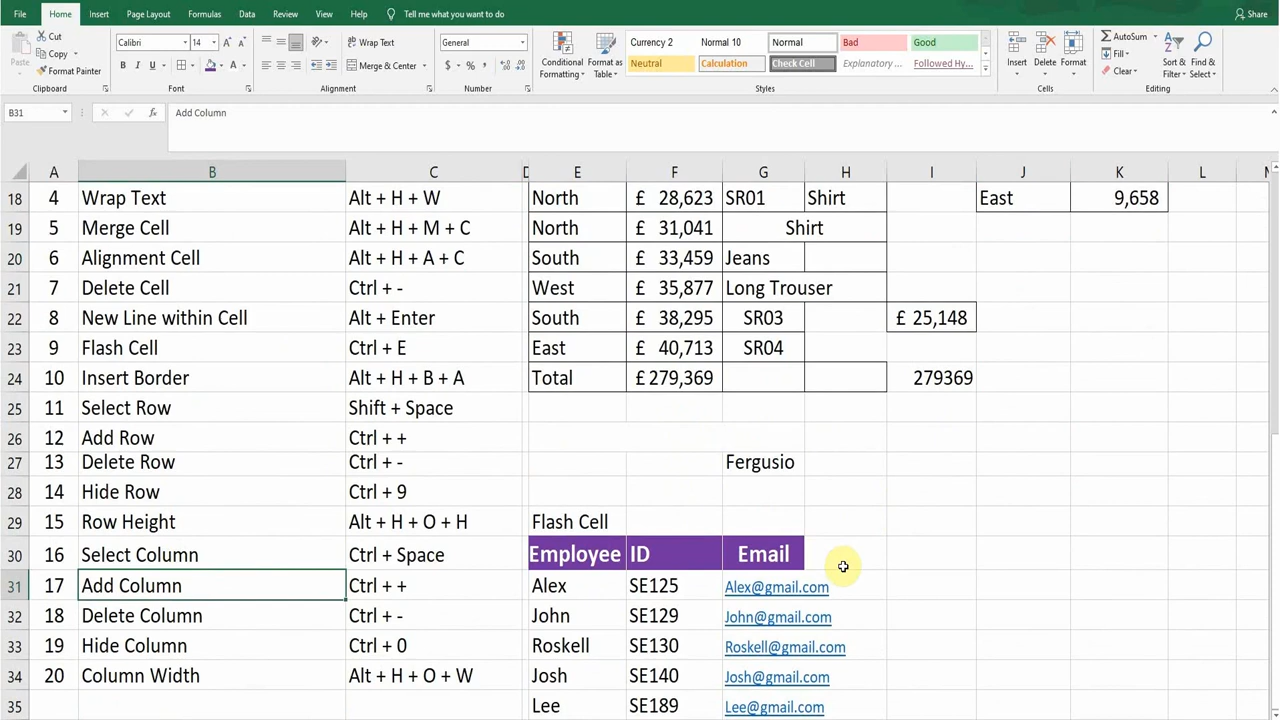 File Home Insert Page Layout Formulas Data Review View Help Tell me what you want to do Share
Cut Calibri 14 A A Wrap Text General Currency 2 Normal 10 Normal Bad Good AutoSum
Paste Copy Conditional Formatting Format as Table Insert Delete Format Fill Sort & Filter Find & Select
Format Painter B I U A Merge & Center $ % , Neutral Calculation Check Cell Explanatory ... Followed Hy... Clear
Clipboard Font Alignment Number Styles Cells Editing
B31 fx Add Column
A B C D E F G H I J K L
18 4 Wrap Text Alt + H + W North £ 28,623 SR01 Shirt East 9,658
19 5 Merge Cell Alt + H + M + C North £ 31,041 Shirt
20 6 Alignment Cell Alt + H + A + C South £ 33,459 Jeans
21 7 Delete Cell Ctrl + - West £ 35,877 Long Trouser
22 8 New Line within Cell Alt + Enter South £ 38,295 SR03 £ 25,148
23 9 Flash Cell Ctrl + E East £ 40,713 SR04
24 10 Insert Border Alt + H + B + A Total £ 279,369 279369
25 11 Select Row Shift + Space
26 12 Add Row Ctrl + +
27 13 Delete Row Ctrl + - Fergusio
28 14 Hide Row Ctrl + 9
29 15 Row Height Alt + H + O + H Flash Cell
30 16 Select Column Ctrl + Space Employee ID Email
31 17 Add Column Ctrl + + Alex SE125 Alex@gmail.com
32 18 Delete Column Ctrl + - John SE129 John@gmail.com
33 19 Hide Column Ctrl + 0 Roskell SE130 Roskell@gmail.com
34 20 Column Width Alt + H + O + W Josh SE140 Josh@gmail.com
35 Lee SE189 Lee@gmail.com